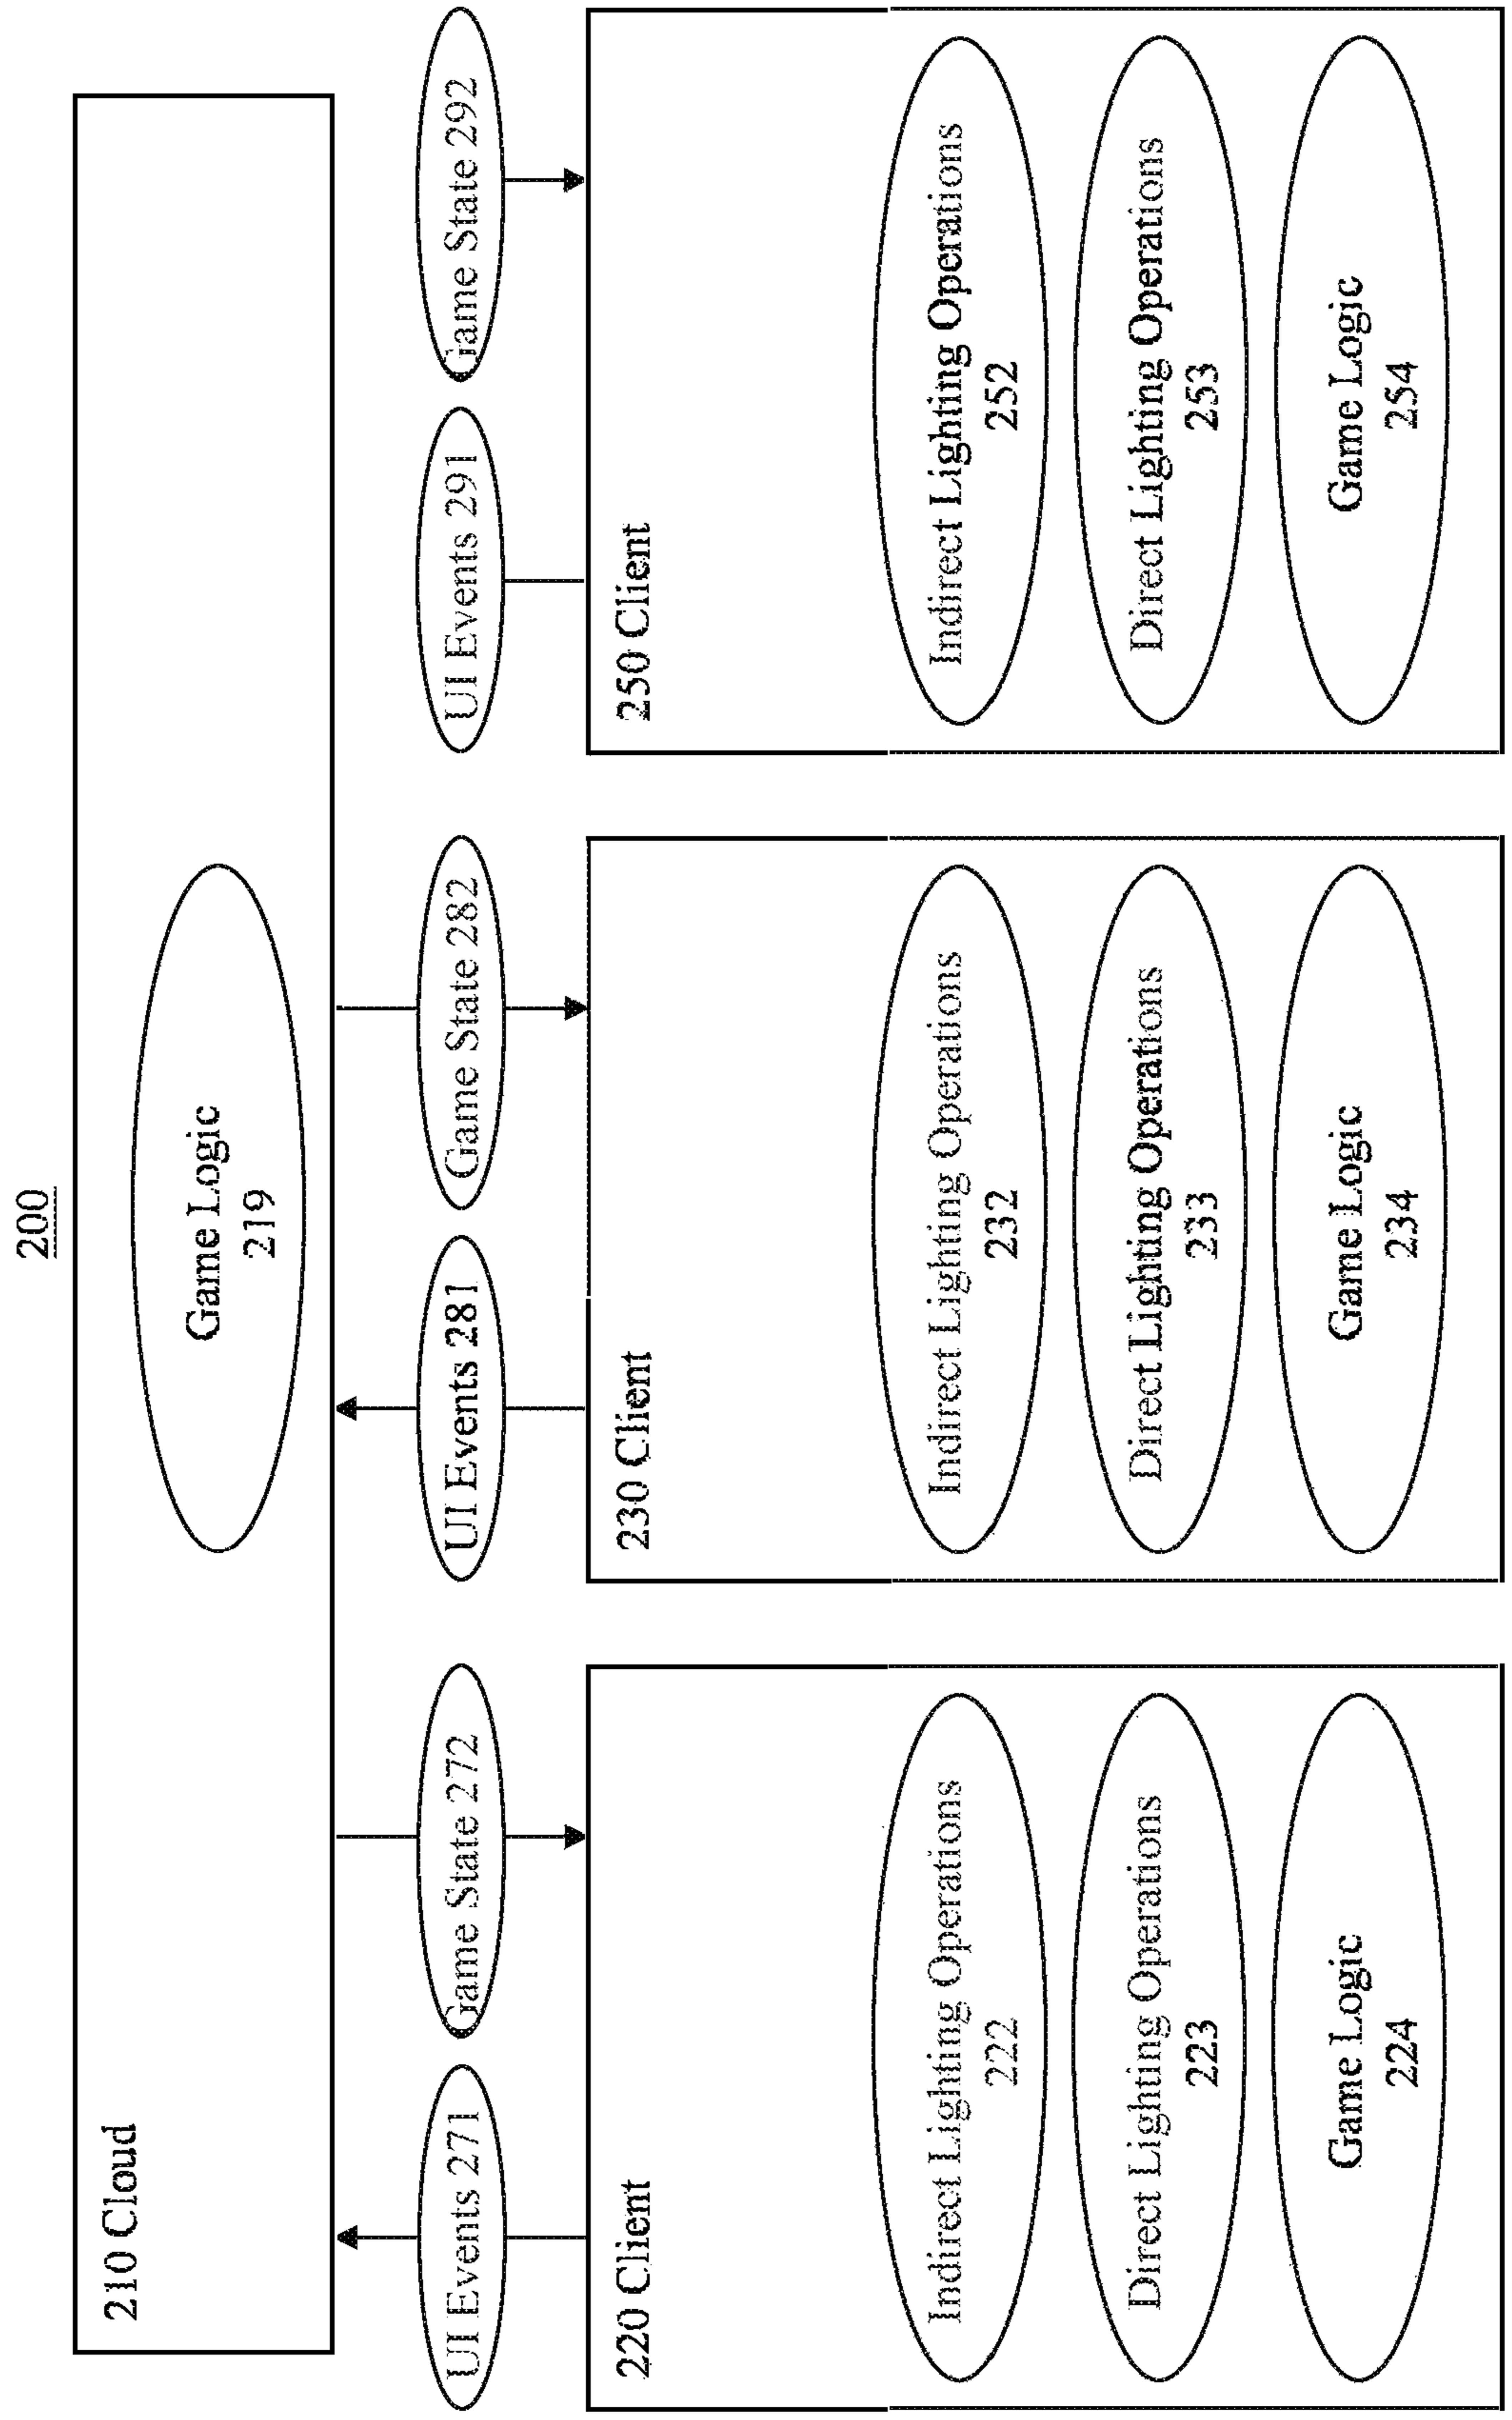 200
210 Cloud
Game Logic
219
UI Events 271
Game State 272
UI Events 281
Game State 282
UI Events 291
Game State 292
220 Client
Indirect Lighting Operations
222
Direct Lighting Operations
223
Game Logic
224
230 Client
Indirect Lighting Operations
232
Direct Lighting Operations
233
Game Logic
234
250 Client
Indirect Lighting Operations
252
Direct Lighting Operations
253
Game Logic
254